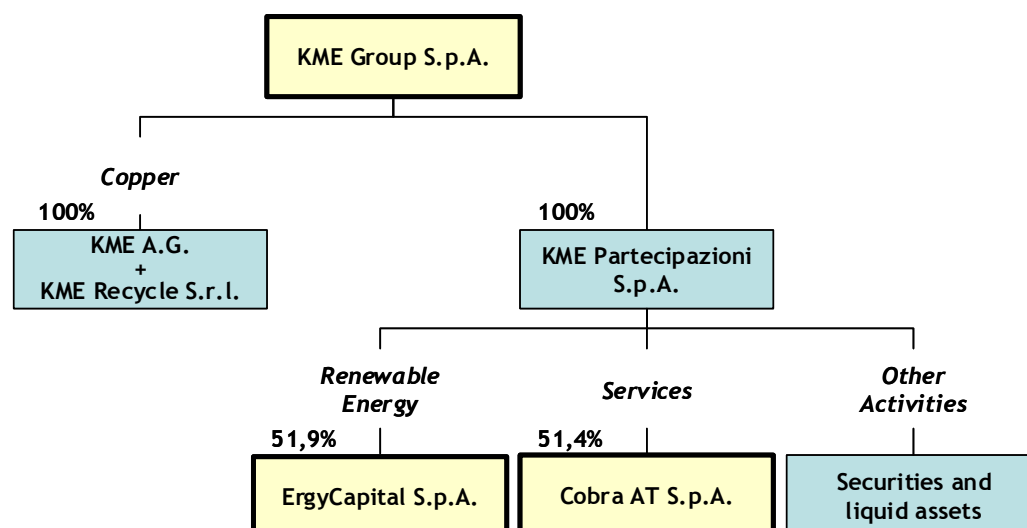 KME Group S.p.A.
Copper
100%
KME A.G.
+
KME Recycle S.r.l.
100%
KME Partecipazioni
S.p.A.
Renewable
Energy
51,9%
ErgyCapital S.p.A.
Services
51,4%
Cobra AT S.p.A.
Other
Activities
Securities and
liquid assets